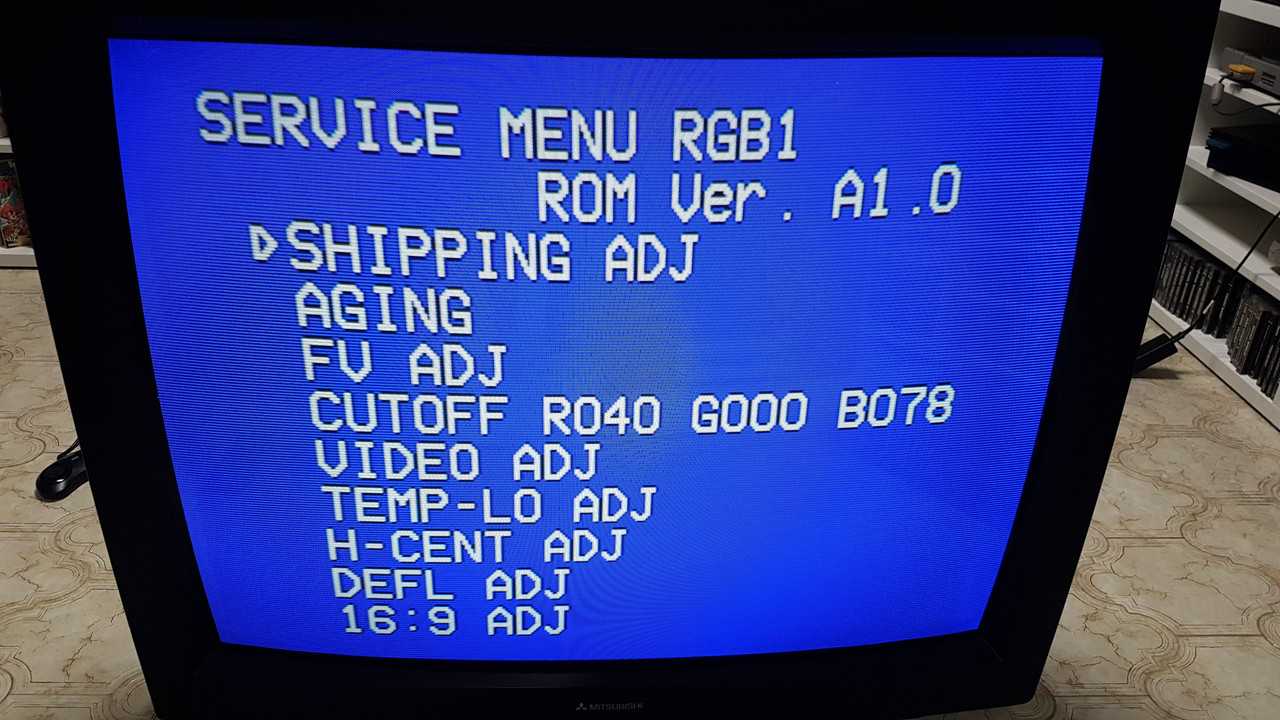 SERVICE MENU RGB1
ROM Ver. A1.0
SHIPPING ADJ
AGING
FV ADJ
CUTOFF R040 G000 B078
VIDEO ADJ
TEMP-LO ADJ
H-CENT ADJ
DEFL ADJ
16:9 ADJ
MITSUBISHI